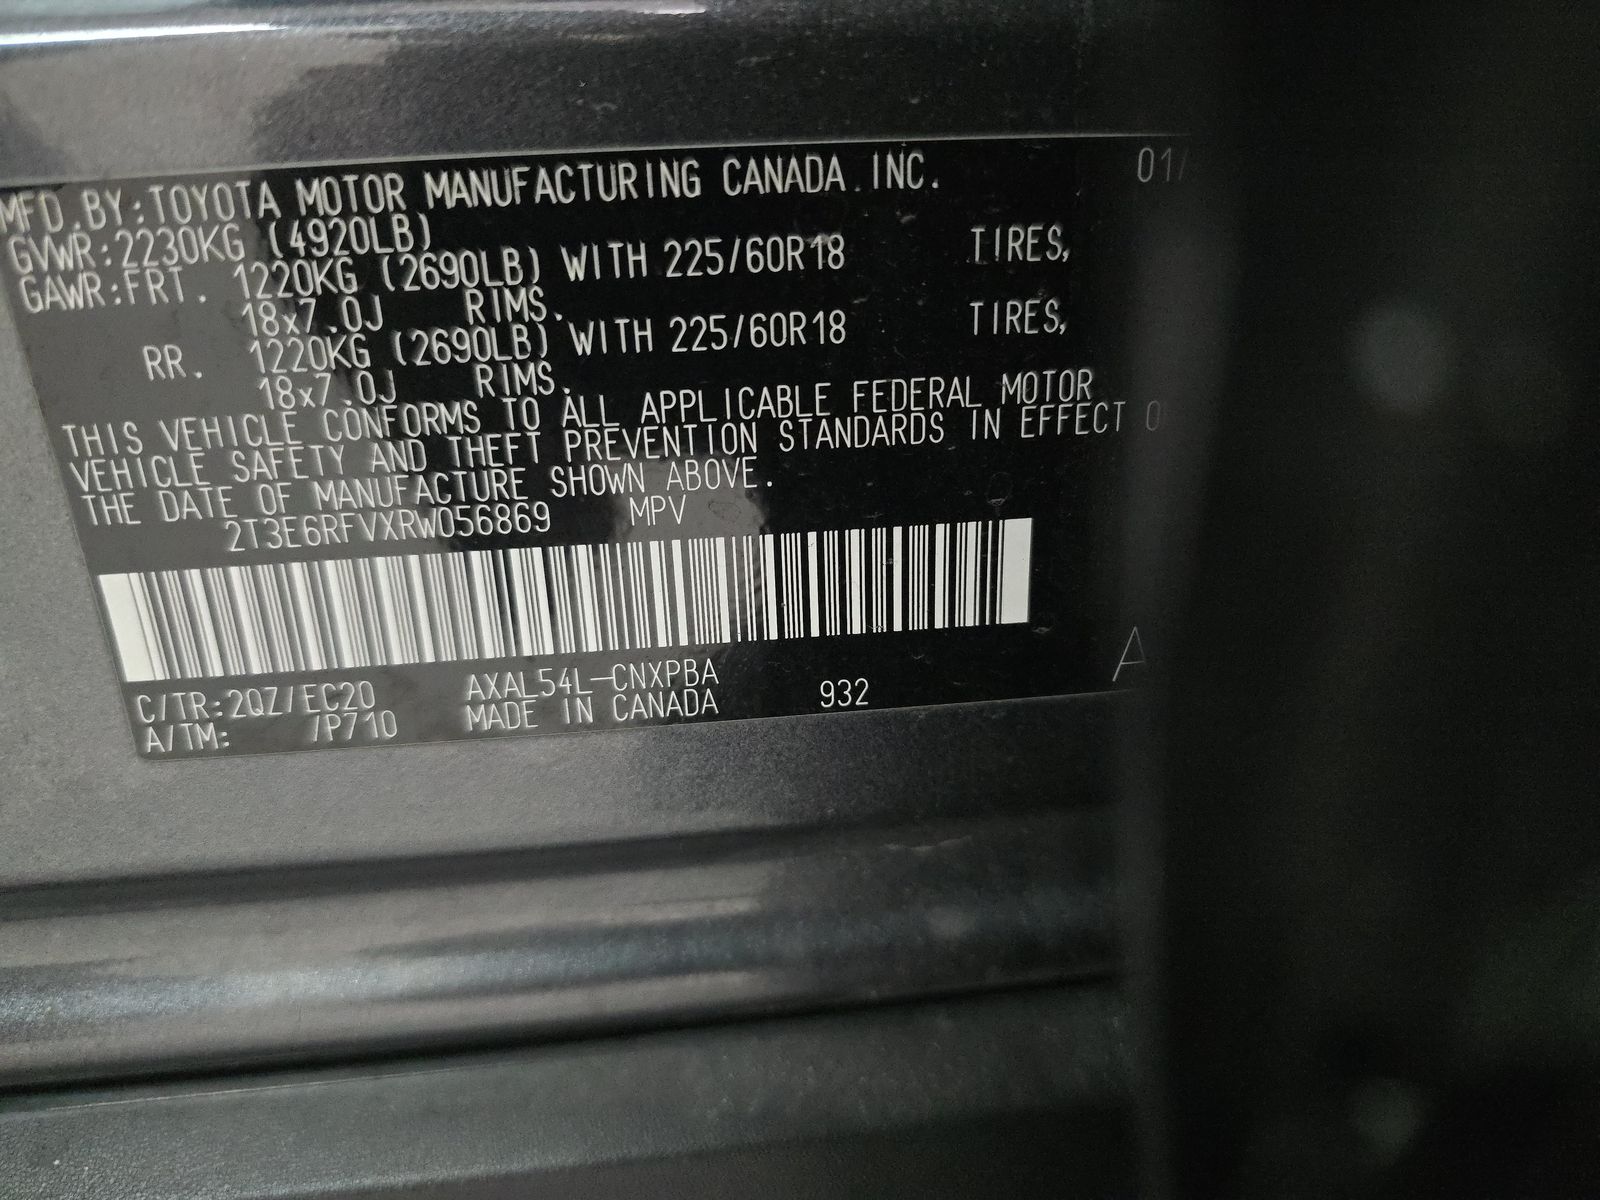 MFD.BY:TOYOTA MOTOR MANUFACTURING CANADA INC. 01/
GVWR:2230KG (4920LB)
GAWR:FRT. 1220KG (2690LB) WITH 225/60R18 TIRES,
18x7.0J RIMS.
RR. 1220KG (2690LB) WITH 225/60R18 TIRES,
18x7.0J RIMS.
THIS VEHICLE CONFORMS TO ALL APPLICABLE FEDERAL MOTOR
VEHICLE SAFETY AND THEFT PREVENTION STANDARDS IN EFFECT
THE DATE OF MANUFACTURE SHOWN ABOVE.
2T3E6RFVXRW056869 MPV
C/TR:2QZ/EC20 AXAL54L-CNXPBA 932 A
A/TM: /P710 MADE IN CANADA